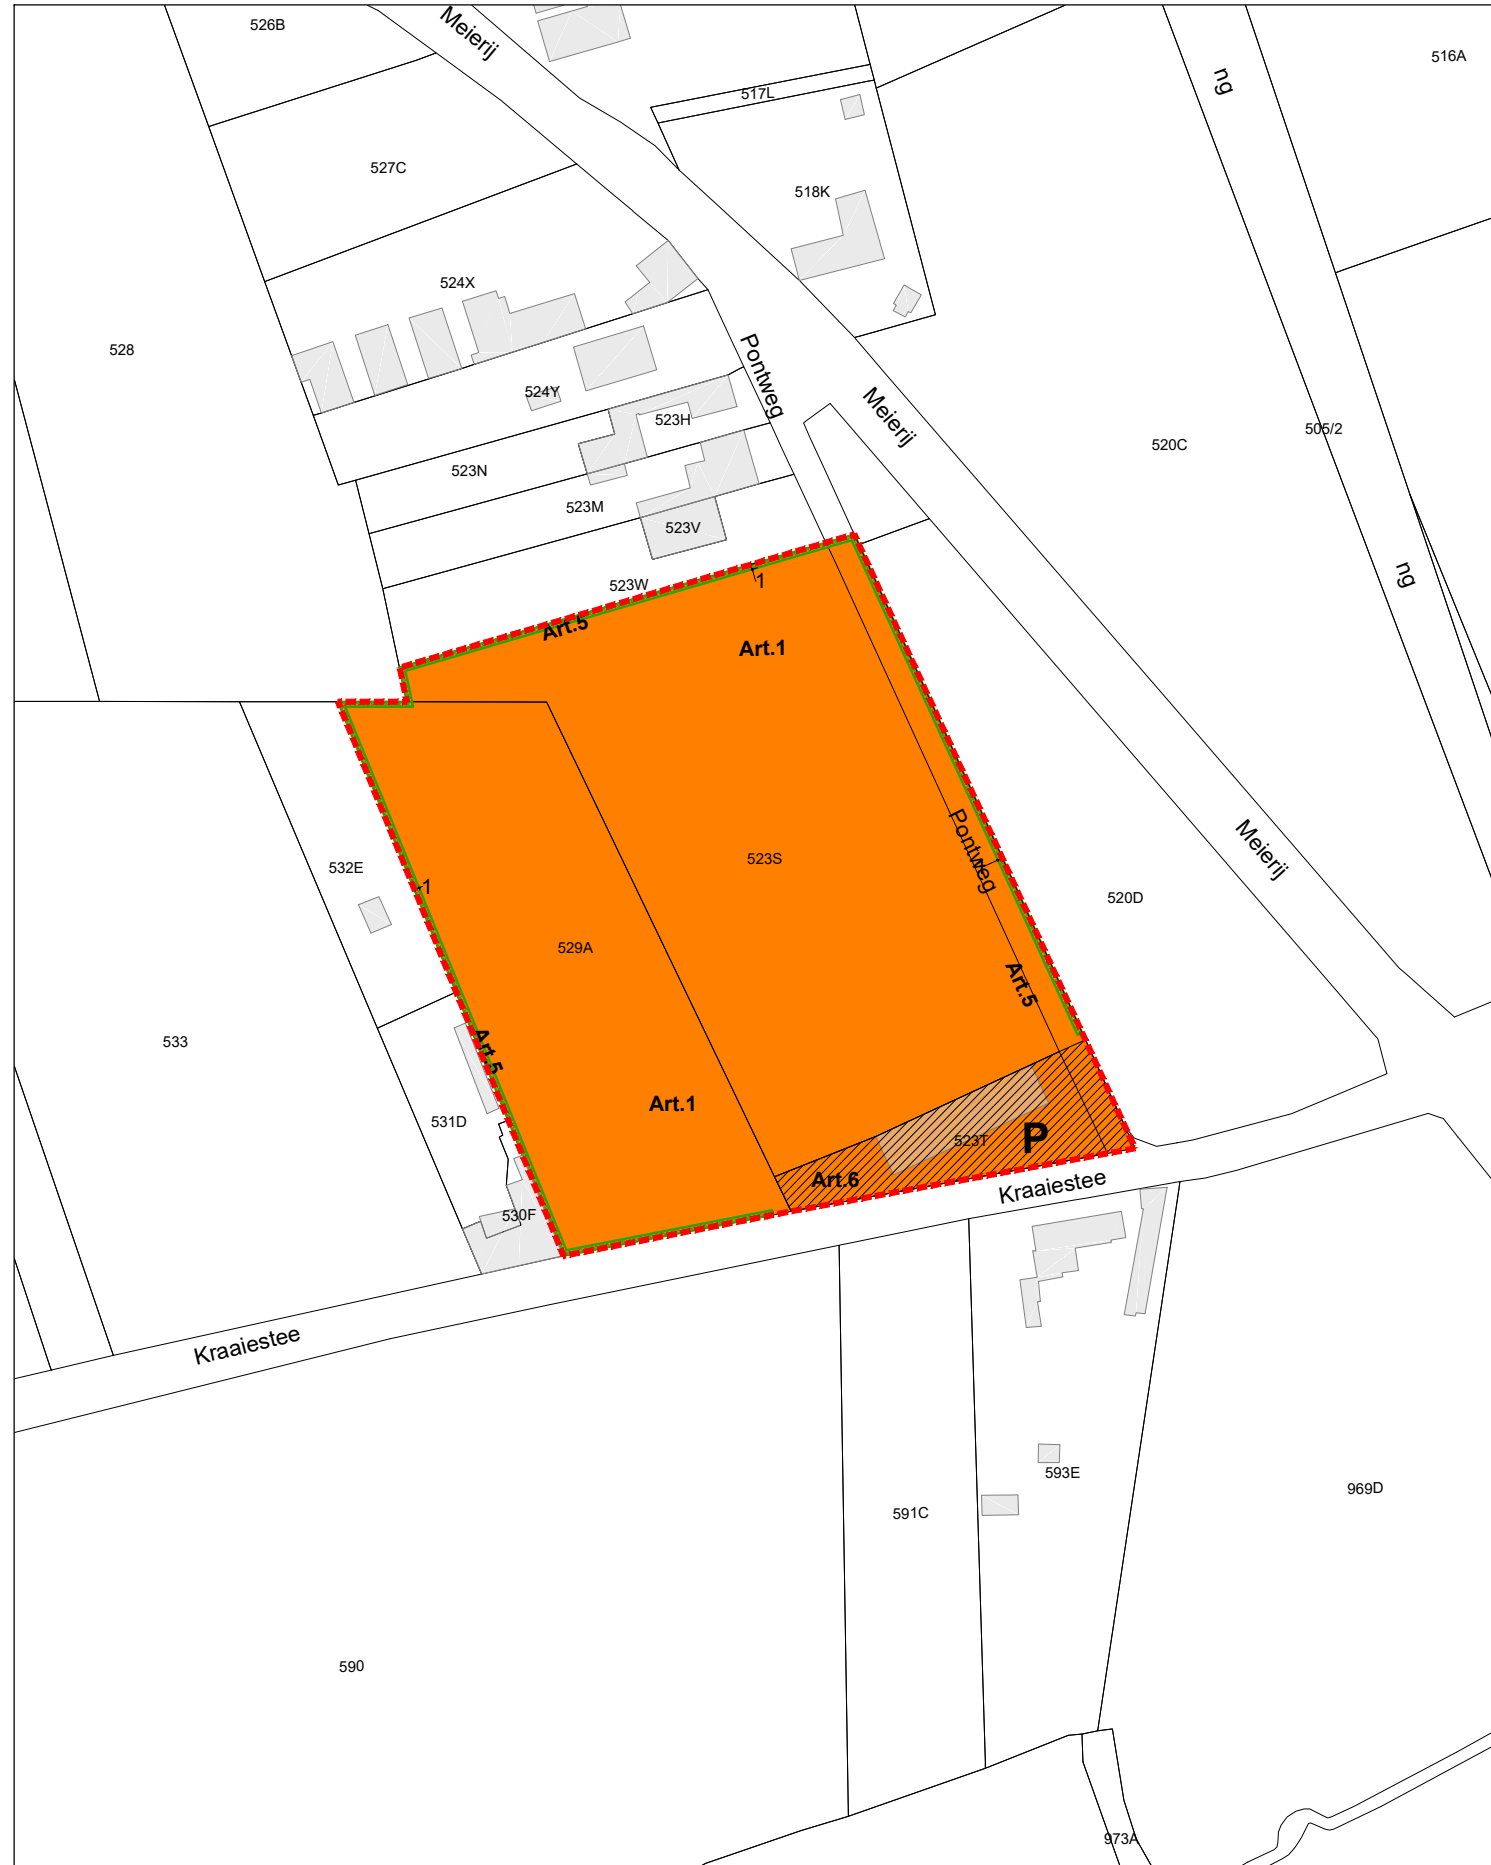 526B
Meierij
516A
ng
517L
527C
518K
524X
528
Pontweg
524Y
Meierij
523H
505/2
520C
523N
523M
523V
ng
1
523W
Art.5
Art.1
Pontweg
Meierij
523S
532E
1
520D
529A
Art.5
533
Art.5
Art.1
531D
P
523T
Art.6
Kraaiestee
530F
Kraaiestee
593E
969D
591C
590
973A